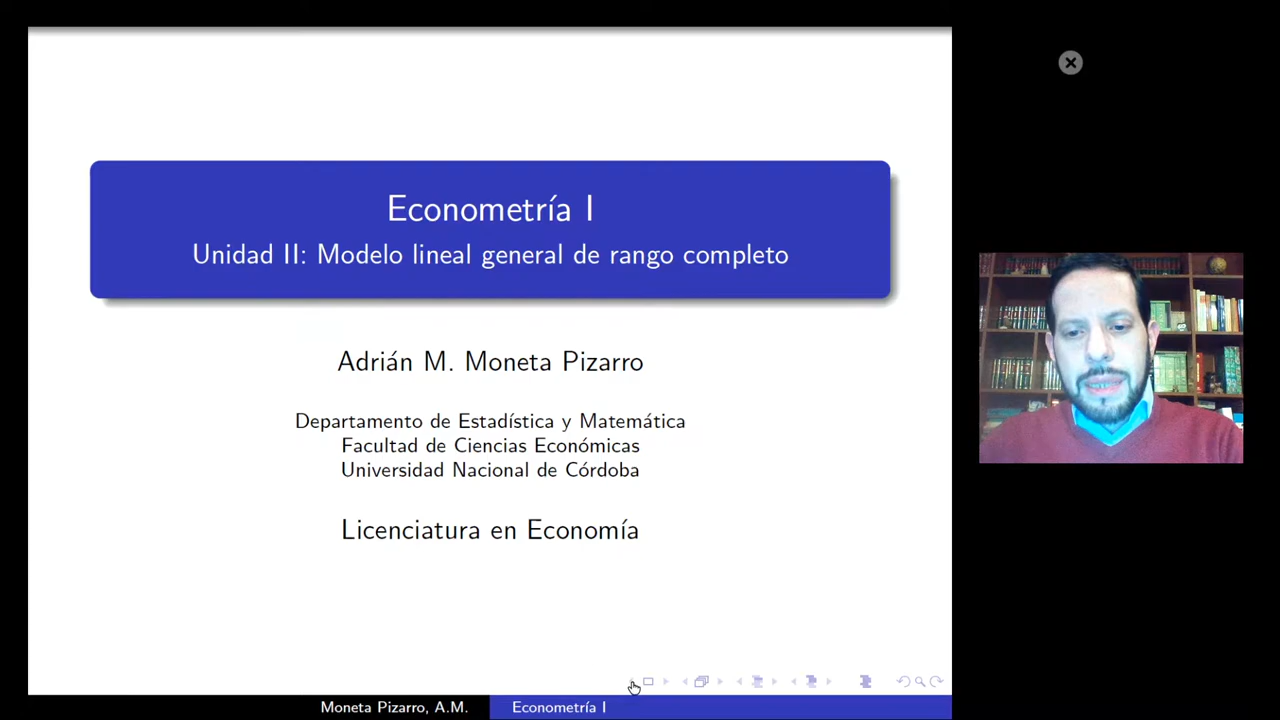 Econometría I
Unidad II: Modelo lineal general de rango completo
Adrián M. Moneta Pizarro
Departamento de Estadística y Matemática
Facultad de Ciencias Económicas
Universidad Nacional de Córdoba
Licenciatura en Economía
Moneta Pizarro, A.M.
Econometría I